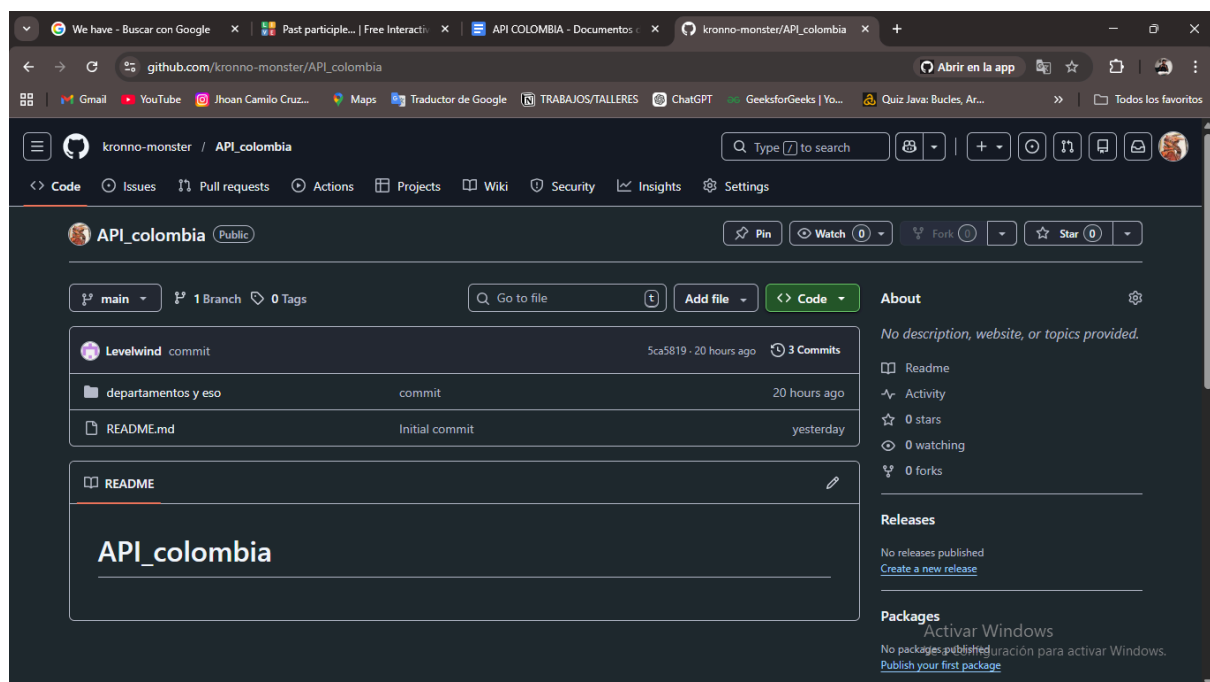 We have - Buscar con Google
Past participle... | Free Interactiv
API COLOMBIA - Documentos
kronno-monster/API_colombia
github.com/kronno-monster/API_colombia
Abrir en la app
Gmail
YouTube
Jhoan Camilo Cruz...
Maps
Traductor de Google
TRABAJOS/TALLERES
ChatGPT
GeeksforGeeks | Yo...
Quiz Java: Bucles, Ar...
»
Todos los favoritos
kronno-monster / API_colombia
Type / to search
Code
Issues
Pull requests
Actions
Projects
Wiki
Security
Insights
Settings
API_colombia Public
Pin
Watch 0
Fork 0
Star 0
main
1 Branch
0 Tags
Go to file t
Add file
Code
Levelwind commit
5ca5819 · 20 hours ago
3 Commits
departamentos y eso commit 20 hours ago
README.md Initial commit yesterday
README
API_colombia
About
No description, website, or topics provided.
Readme
Activity
0 stars
0 watching
0 forks
Releases
No releases published
Create a new release
Packages
No packages published
Publish your first package
Activar Windows
configuración para activar Windows.